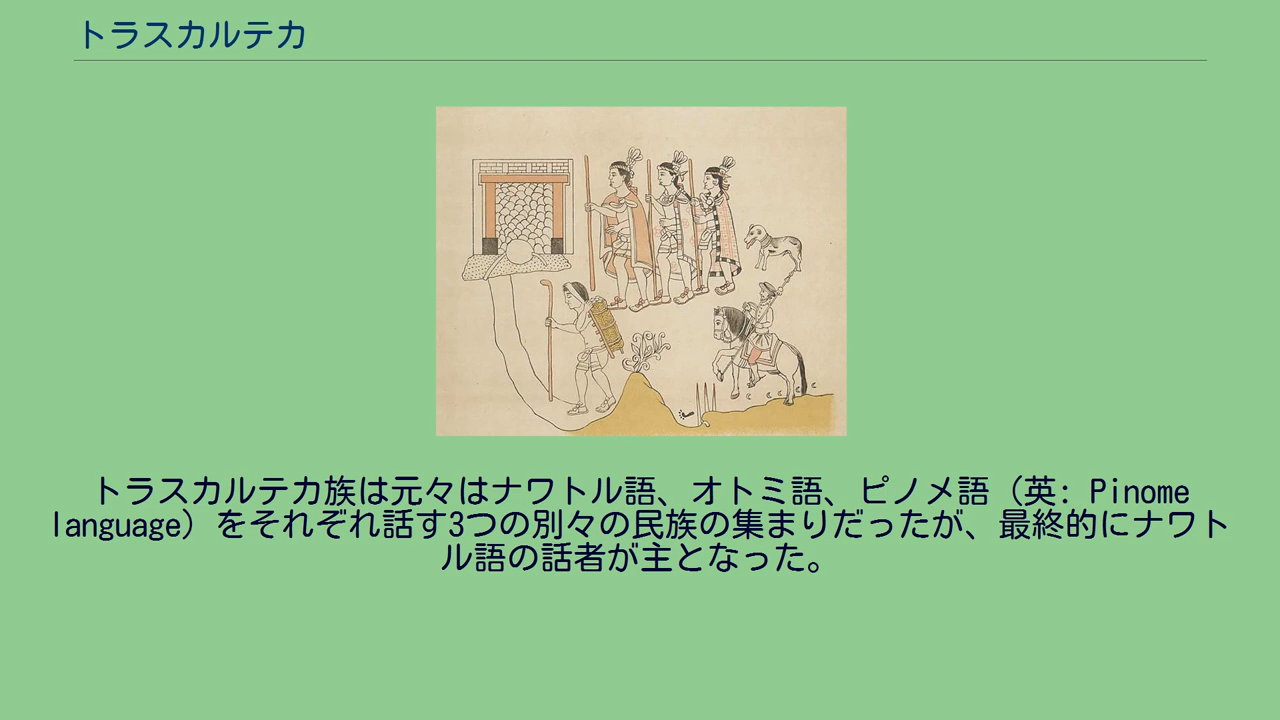 トラスカルテカ
トラスカルテカ族は元々はナワトル語、オトミ語、ピノメ語（英: Pinome
language）をそれぞれ話す3つの別々の民族の集まりだったが、最終的にナワト
ル語の話者が主となった。